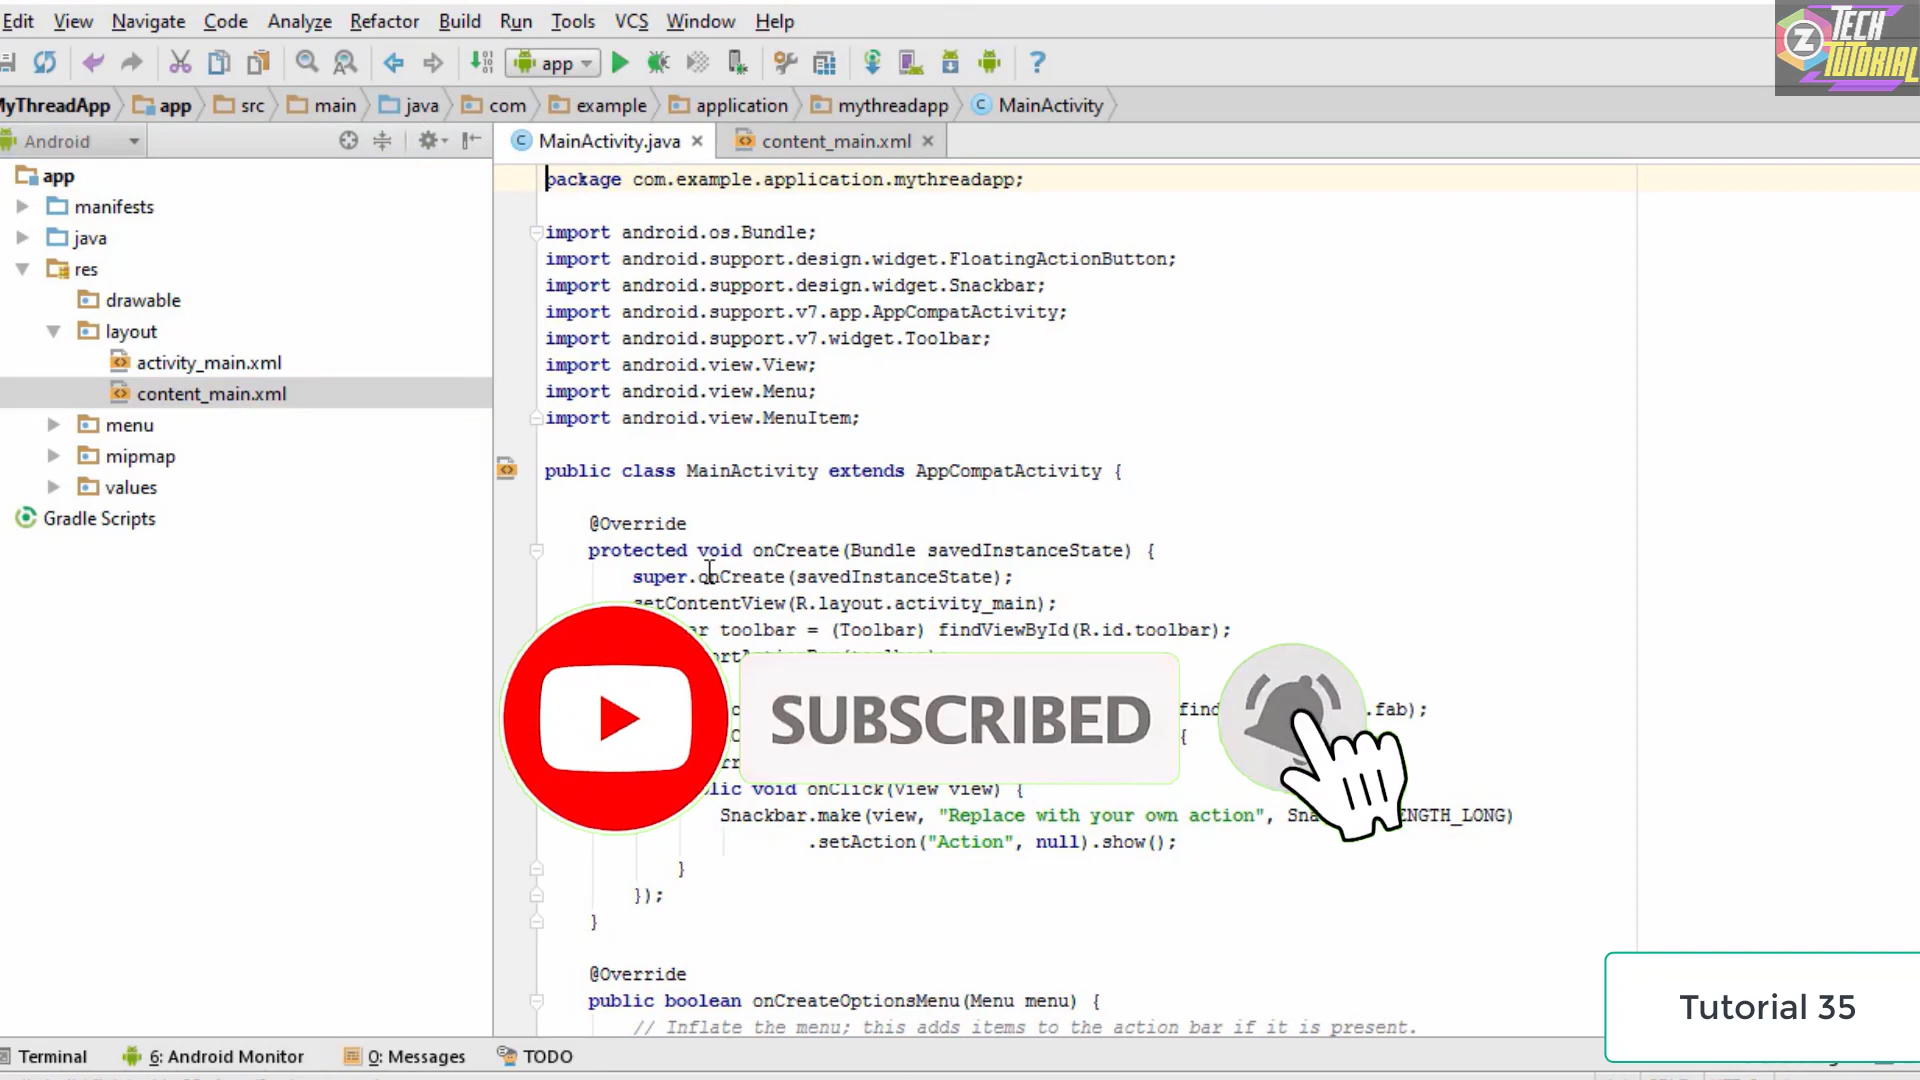 Edit View Navigate Code Analyze Refactor Build Run Tools VCS Window Help
Z TECH TUTORIAL
app
MyThreadApp app src main java com example application mythreadapp MainActivity
Android
MainActivity.java content_main.xml
app
manifests
java
res
drawable
layout
activity_main.xml
content_main.xml
menu
mipmap
values
Gradle Scripts
package com.example.application.mythreadapp;
import android.os.Bundle;
import android.support.design.widget.FloatingActionButton;
import android.support.design.widget.Snackbar;
import android.support.v7.app.AppCompatActivity;
import android.support.v7.widget.Toolbar;
import android.view.View;
import android.view.Menu;
import android.view.MenuItem;
public class MainActivity extends AppCompatActivity {
@Override
protected void onCreate(Bundle savedInstanceState) {
super.onCreate(savedInstanceState);
setContentView(R.layout.activity_main);
toolbar = (Toolbar) findViewById(R.id.toolbar);
SUBSCRIBED
find .fab);
{
void onClick(View view) {
Snackbar.make(view, "Replace with your own action", Sna ENGTH_LONG)
.setAction("Action", null).show();
}
});
}
@Override
public boolean onCreateOptionsMenu(Menu menu) {
// Inflate the menu; this adds items to the action bar if it is present.
Tutorial 35
Terminal 6: Android Monitor 0: Messages TODO